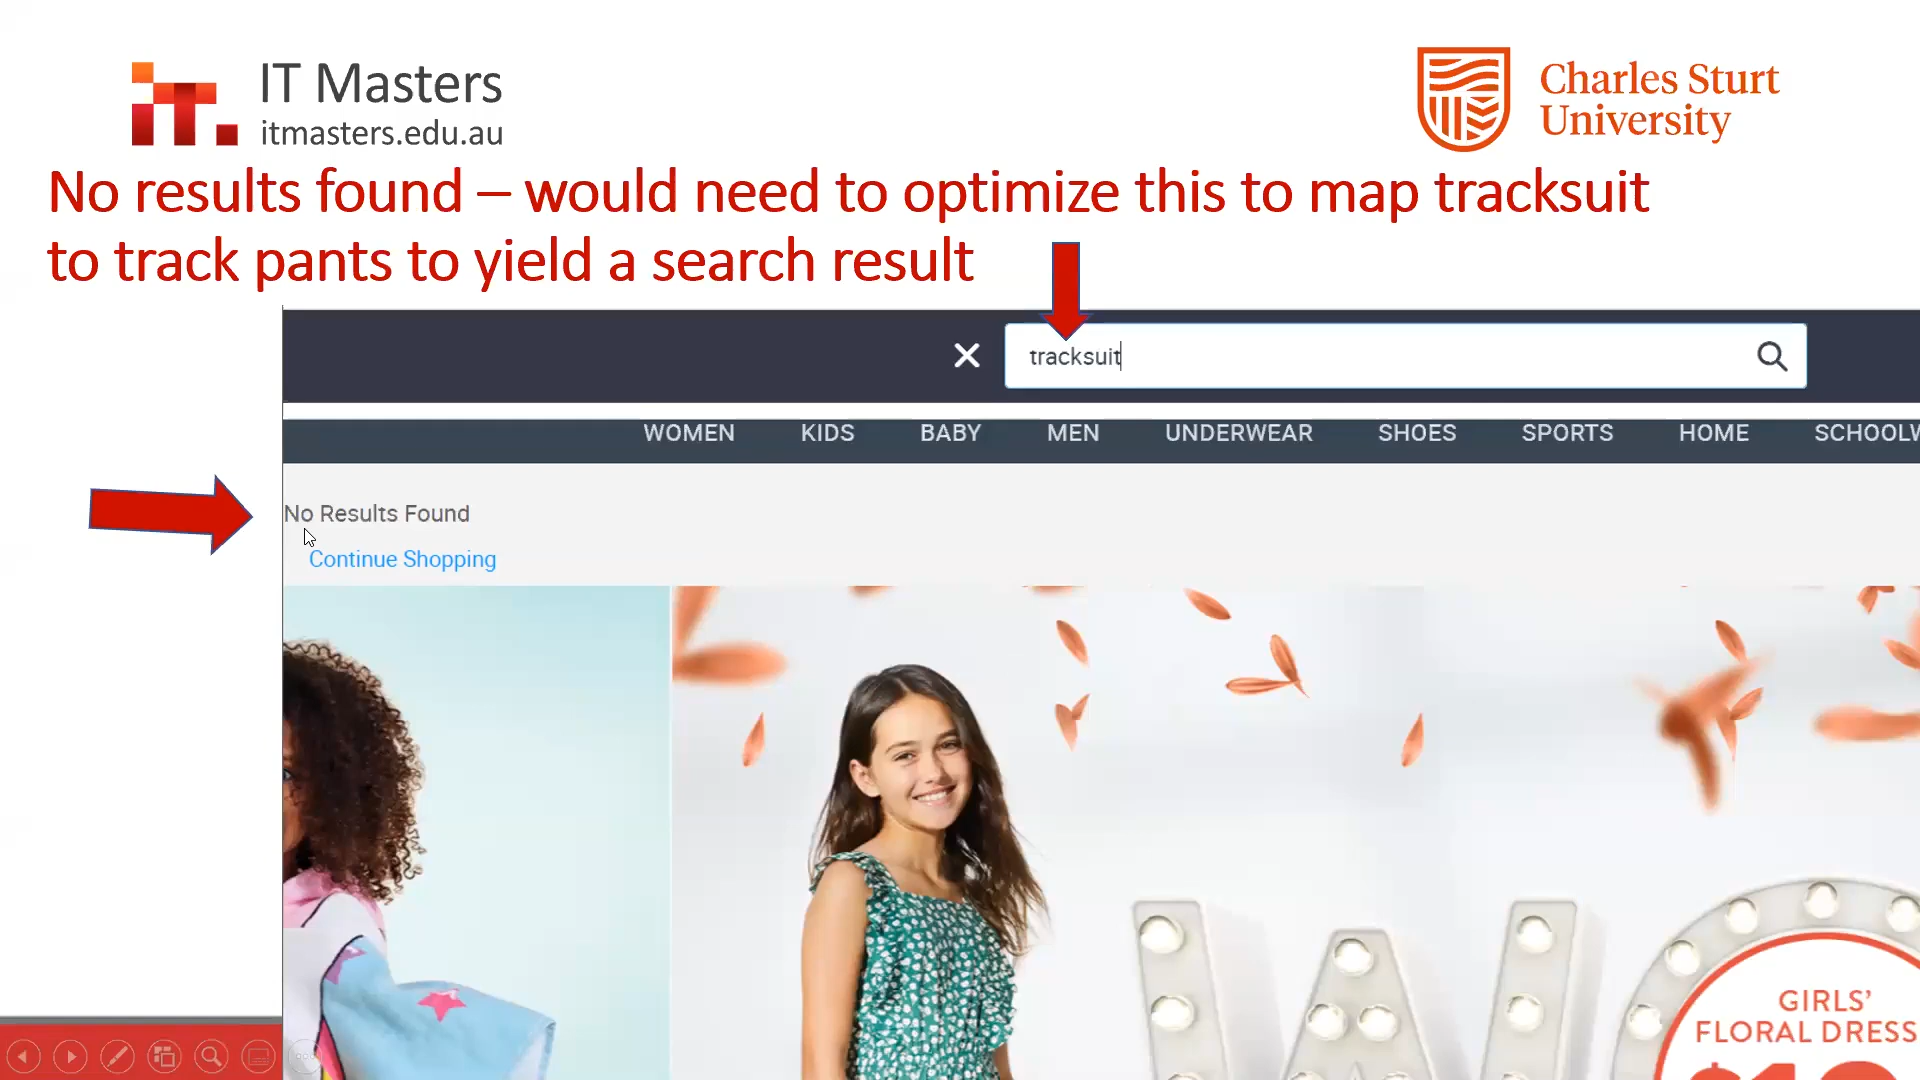 IT Masters
itmasters.edu.au
Charles Sturt
University
No results found – would need to optimize this to map tracksuit
to track pants to yield a search result
tracksuit
WOMEN KIDS BABY MEN UNDERWEAR SHOES SPORTS HOME
No Results Found
Continue Shopping
GIRLS'
FLORAL DRESS